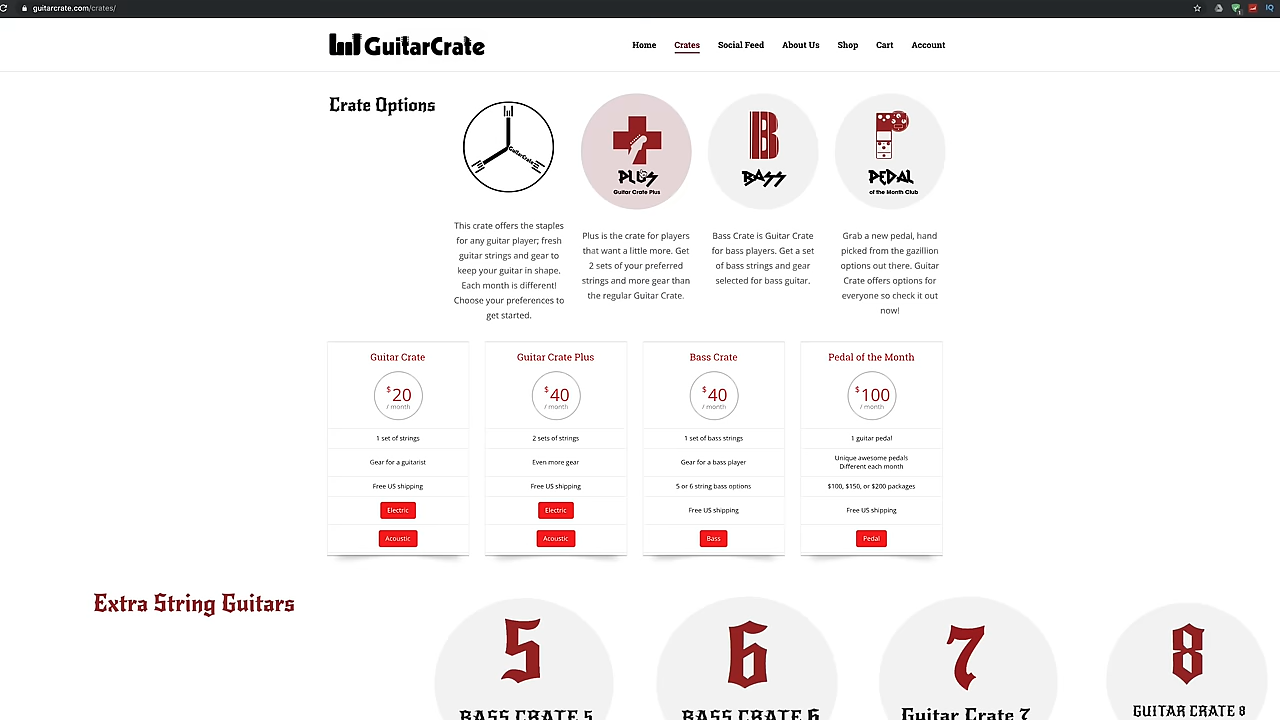 guitarcrate.com/crates/
GuitarCrate
Home Crates Social Feed About Us Shop Cart Account
Crate Options
GuitarCrate
This crate offers the staples
for any guitar player; fresh
guitar strings and gear to
keep your guitar in shape.
Each month is different!
Choose your preferences to
get started.
PLUS
Guitar Crate Plus
Plus is the crate for players
that want a little more. Get
2 sets of your preferred
strings and more gear than
the regular Guitar Crate.
B
BASS
Bass Crate is Guitar Crate
for bass players. Get a set
of bass strings and gear
selected for bass guitar.
PEDAL
of the Month Club
Grab a new pedal, hand
picked from the gazillion
options out there. Guitar
Crate offers options for
everyone so check it out
now!
Guitar Crate
$20
/ month
1 set of strings
Gear for a guitarist
Free US shipping
Electric
Acoustic
Guitar Crate Plus
$40
/ month
2 sets of strings
Even more gear
Free US shipping
Electric
Acoustic
Bass Crate
$40
/ month
1 set of bass strings
Gear for a bass player
5 or 6 string bass options
Free US shipping
Bass
Pedal of the Month
$100
/ month
1 guitar pedal
Unique awesome pedals
Different each month
$100, $150, or $200 packages
Free US shipping
Pedal
Extra String Guitars
5
BASS CRATE 5
6
BASS CRATE 6
7
Guitar Crate 7
8
GUITAR CRATE 8